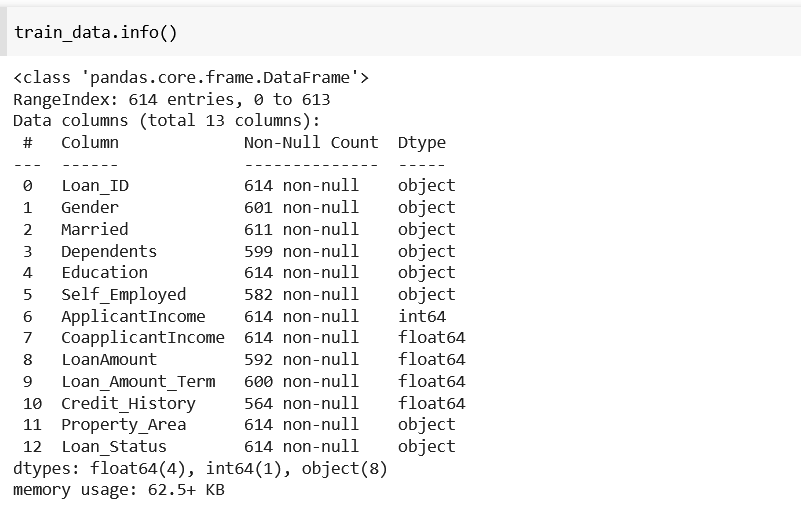 train_data.info()
<class 'pandas.core.frame.DataFrame'>
RangeIndex: 614 entries, 0 to 613
Data columns (total 13 columns):
 #   Column             Non-Null Count  Dtype
---  ------             --------------  -----
 0   Loan_ID            614 non-null    object
 1   Gender             601 non-null    object
 2   Married            611 non-null    object
 3   Dependents         599 non-null    object
 4   Education          614 non-null    object
 5   Self_Employed      582 non-null    object
 6   ApplicantIncome    614 non-null    int64
 7   CoapplicantIncome  614 non-null    float64
 8   LoanAmount         592 non-null    float64
 9   Loan_Amount_Term   600 non-null    float64
 10  Credit_History     564 non-null    float64
 11  Property_Area      614 non-null    object
 12  Loan_Status        614 non-null    object
dtypes: float64(4), int64(1), object(8)
memory usage: 62.5+ KB